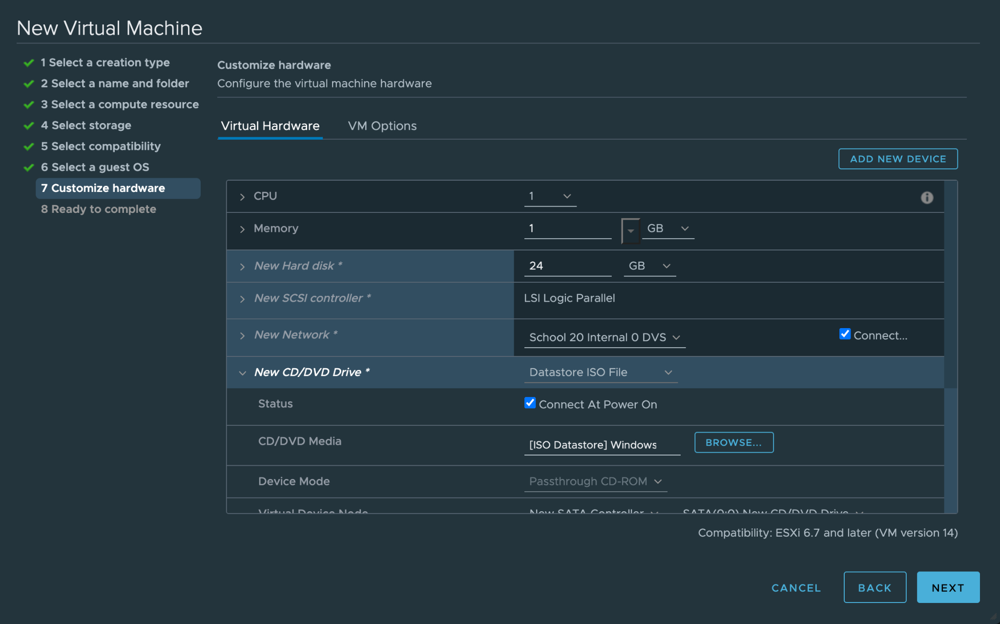 New Virtual Machine
1 Select a creation type
2 Select a name and folder
3 Select a compute resource
4 Select storage
5 Select compatibility
6 Select a guest OS
7 Customize hardware
8 Ready to complete
Customize hardware
Configure the virtual machine hardware
Virtual Hardware VM Options
ADD NEW DEVICE
CPU 1
Memory 1 GB
New Hard disk * 24 GB
New SCSI controller * LSI Logic Parallel
New Network * School 20 Internal 0 DVS Connect...
New CD/DVD Drive * Datastore ISO File
Status Connect At Power On
CD/DVD Media [ISO Datastore] Windows BROWSE...
Device Mode Passthrough CD-ROM
Virtual Device Node New SATA Controller SATA(0:0) New CD/DVD Drive
Compatibility: ESXi 6.7 and later (VM version 14)
CANCEL BACK NEXT